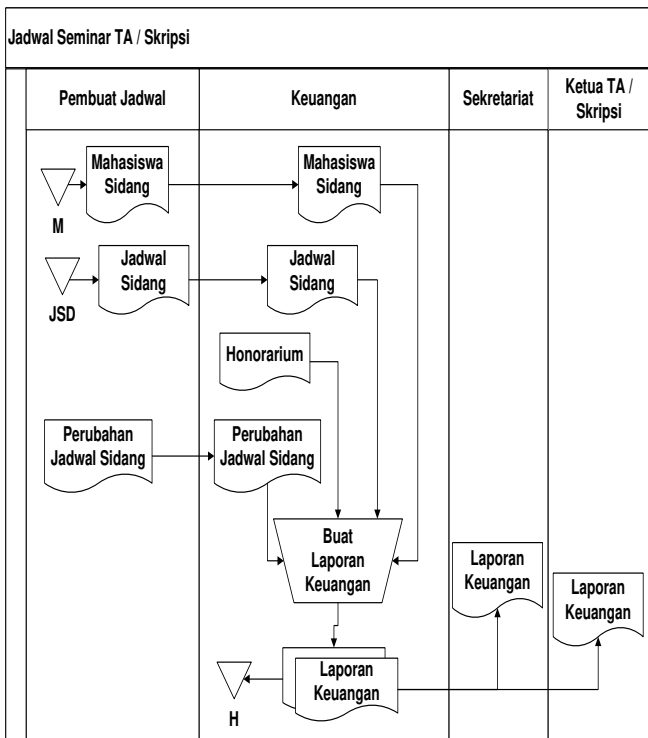 Jadwal Seminar TA / Skripsi
Pembuat Jadwal
Keuangan
Sekretariat
Ketua TA /
Skripsi
Mahasiswa
Sidang
Mahasiswa
Sidang
M
Jadwal
Sidang
Jadwal
Sidang
JSD
Honorarium
Perubahan
Jadwal Sidang
Perubahan
Jadwal Sidang
Buat
Laporan
Keuangan
Laporan
Keuangan
Laporan
Keuangan
Laporan
Keuangan
H